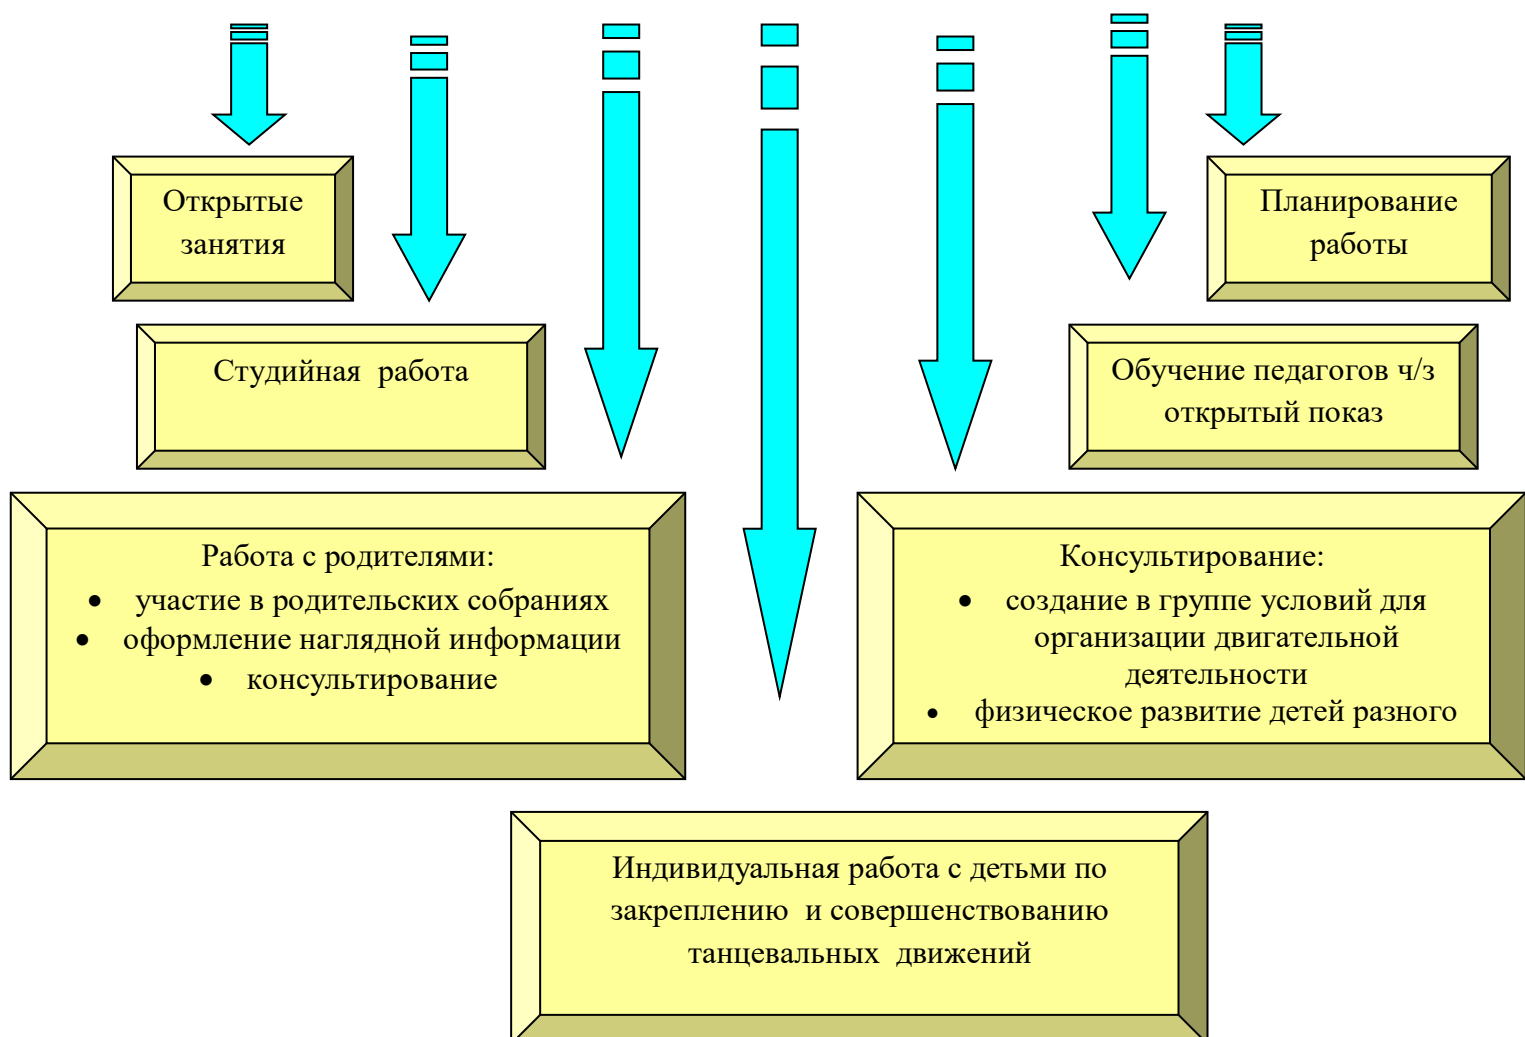 Открытые
занятия
Планирование
работы
Студийная работа
Обучение педагогов ч/з
открытый показ
Работа с родителями:
• участие в родительских собраниях
• оформление наглядной информации
• консультирование
Консультирование:
• создание в группе условий для
организации двигательной
деятельности
• физическое развитие детей разного
Индивидуальная работа с детьми по
закреплению и совершенствованию
танцевальных движений